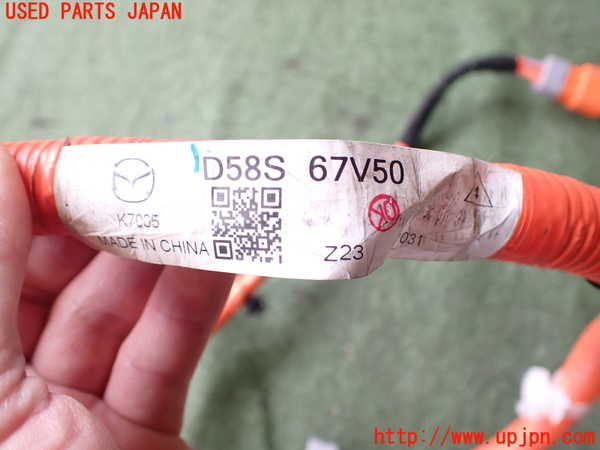 USED PARTS JAPAN
D58S 67V50
K7005
MADE IN CHINA
Z23
031
http://www.upjpn.com